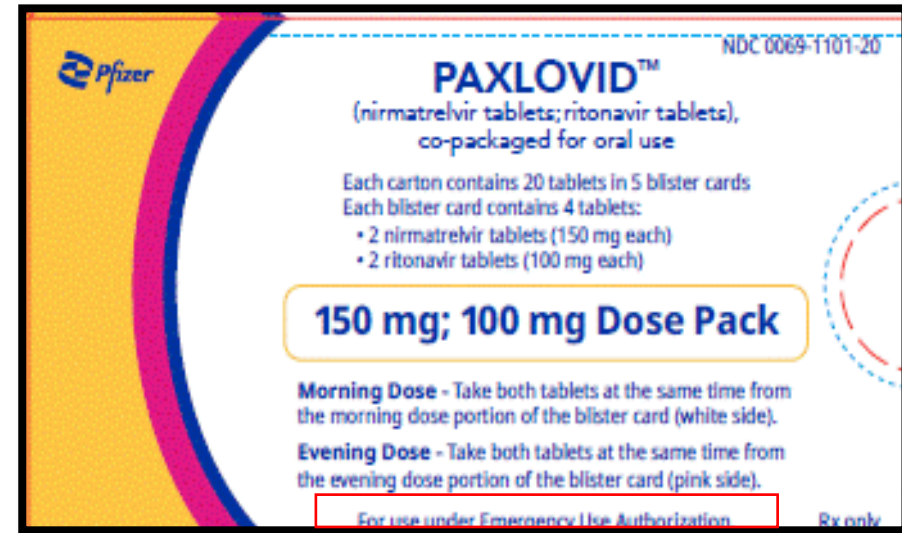 Pfizer
NDC 0069-1101-20
PAXLOVID™
(nirmatrelvir tablets;ritonavir tablets),
co-packaged for oral use
Each carton contains 20 tablets in 5 blister cards
Each blister card contains 4 tablets:
• 2 nirmatrelvir tablets (150 mg each)
• 2 ritonavir tablets (100 mg each)
150 mg; 100 mg Dose Pack
Morning Dose - Take both tablets at the same time from
the morning dose portion of the blister card (white side).
Evening Dose - Take both tablets at the same time from
the evening dose portion of the blister card (pink side).
For use under Emergency Use Authorization Rx only